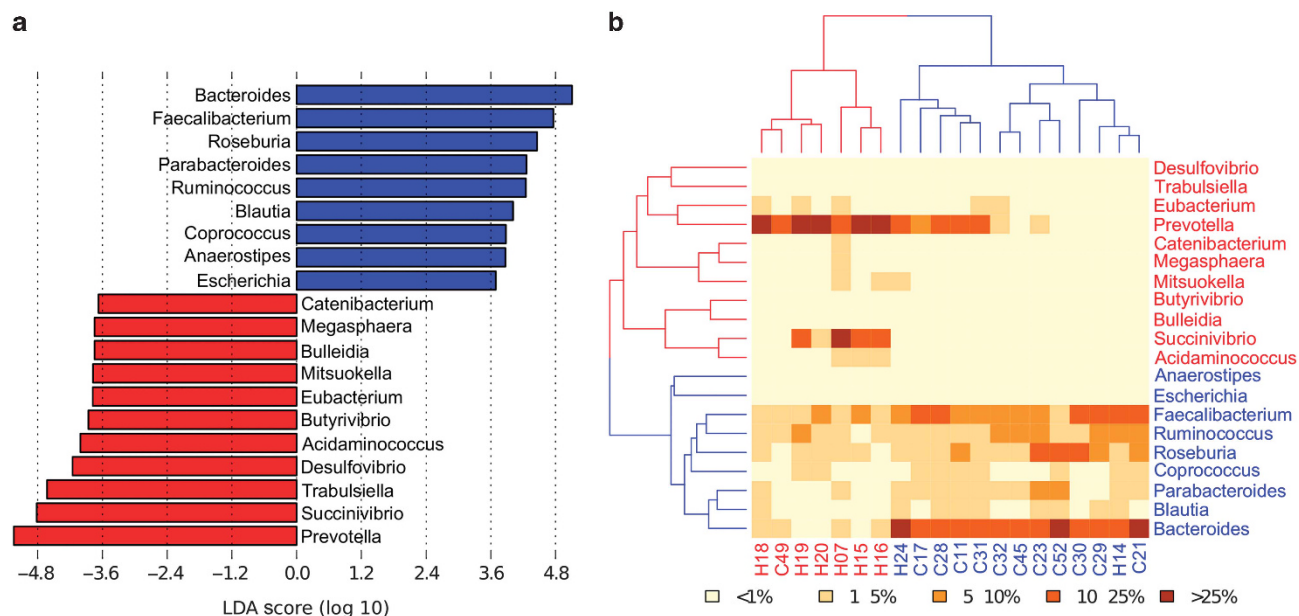 a
Bacteroides
Faecalibacterium
Roseburia
Parabacteroides
Ruminococcus
Blautia
Coprococcus
Anaerostipes
Escherichia
Catenibacterium
Megasphaera
Bulleidia
Mitsuokella
Eubacterium
Butyrivibrio
Acidaminococcus
Desulfovibrio
Trabulsiella
Succinivibrio
Prevotella
−4.8 −3.6 −2.4 −1.2 0.0 1.2 2.4 3.6 4.8
LDA score (log 10)
b
Desulfovibrio
Trabulsiella
Eubacterium
Prevotella
Catenibacterium
Megasphaera
Mitsuokella
Butyrivibrio
Bulleidia
Succinivibrio
Acidaminococcus
Anaerostipes
Escherichia
Faecalibacterium
Ruminococcus
Roseburia
Coprococcus
Parabacteroides
Blautia
Bacteroides
H18 C49 H19 H20 H07 H15 H16 H24 C17 C28 C11 C31 C32 C45 C23 C52 C30 C29 H14 C21
<1% 1 5% 5 10% 10 25% >25%